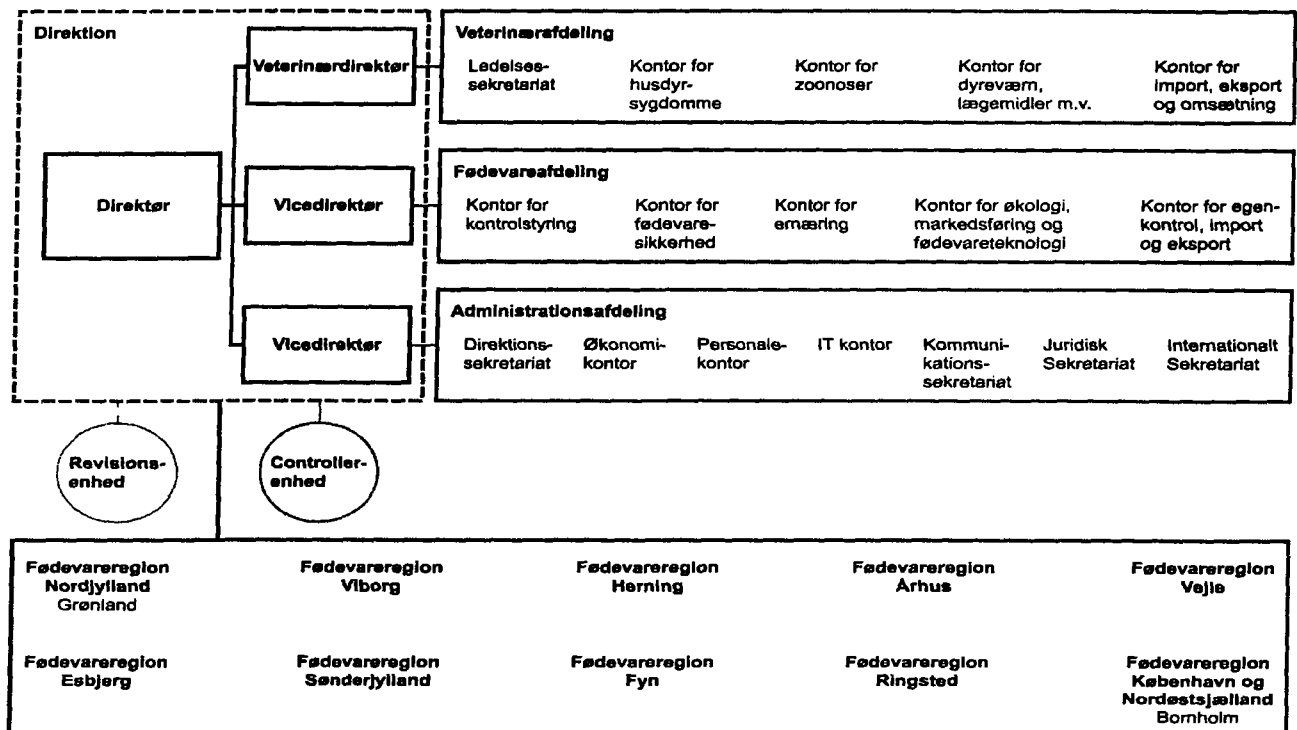 Direktion
Veterinærdirektør
Direktør
Vicedirektør
Vicedirektør
Veterinærafdeling
Ledelses-
sekretariat
Kontor for
husdyr-
sygdomme
Kontor for
zoonoser
Kontor for
dyreværn,
lægemidler m.v.
Kontor for
import, eksport
og omsætning
Fødevareafdeling
Kontor for
kontrolstyring
Kontor for
fødevare-
sikkerhed
Kontor for
ernæring
Kontor for økologi,
markedsføring og
fødevareteknologi
Kontor for egen-
kontrol, import
og eksport
Administrationsafdeling
Direktions-
sekretariat
Økonomi-
kontor
Personale-
kontor
IT kontor
Kommuni-
kations-
sekretariat
Juridisk
Sekretariat
Internationalt
Sekretariat
Revisions-
enhed
Controller-
enhed
Fødevareregion
Nordjylland
Grønland
Fødevareregion
Viborg
Fødevareregion
Herning
Fødevareregion
Århus
Fødevareregion
Vejle
Fødevareregion
Esbjerg
Fødevareregion
Sønderjylland
Fødevareregion
Fyn
Fødevareregion
Ringsted
Fødevareregion
København og
Nordøstsjælland
Bornholm